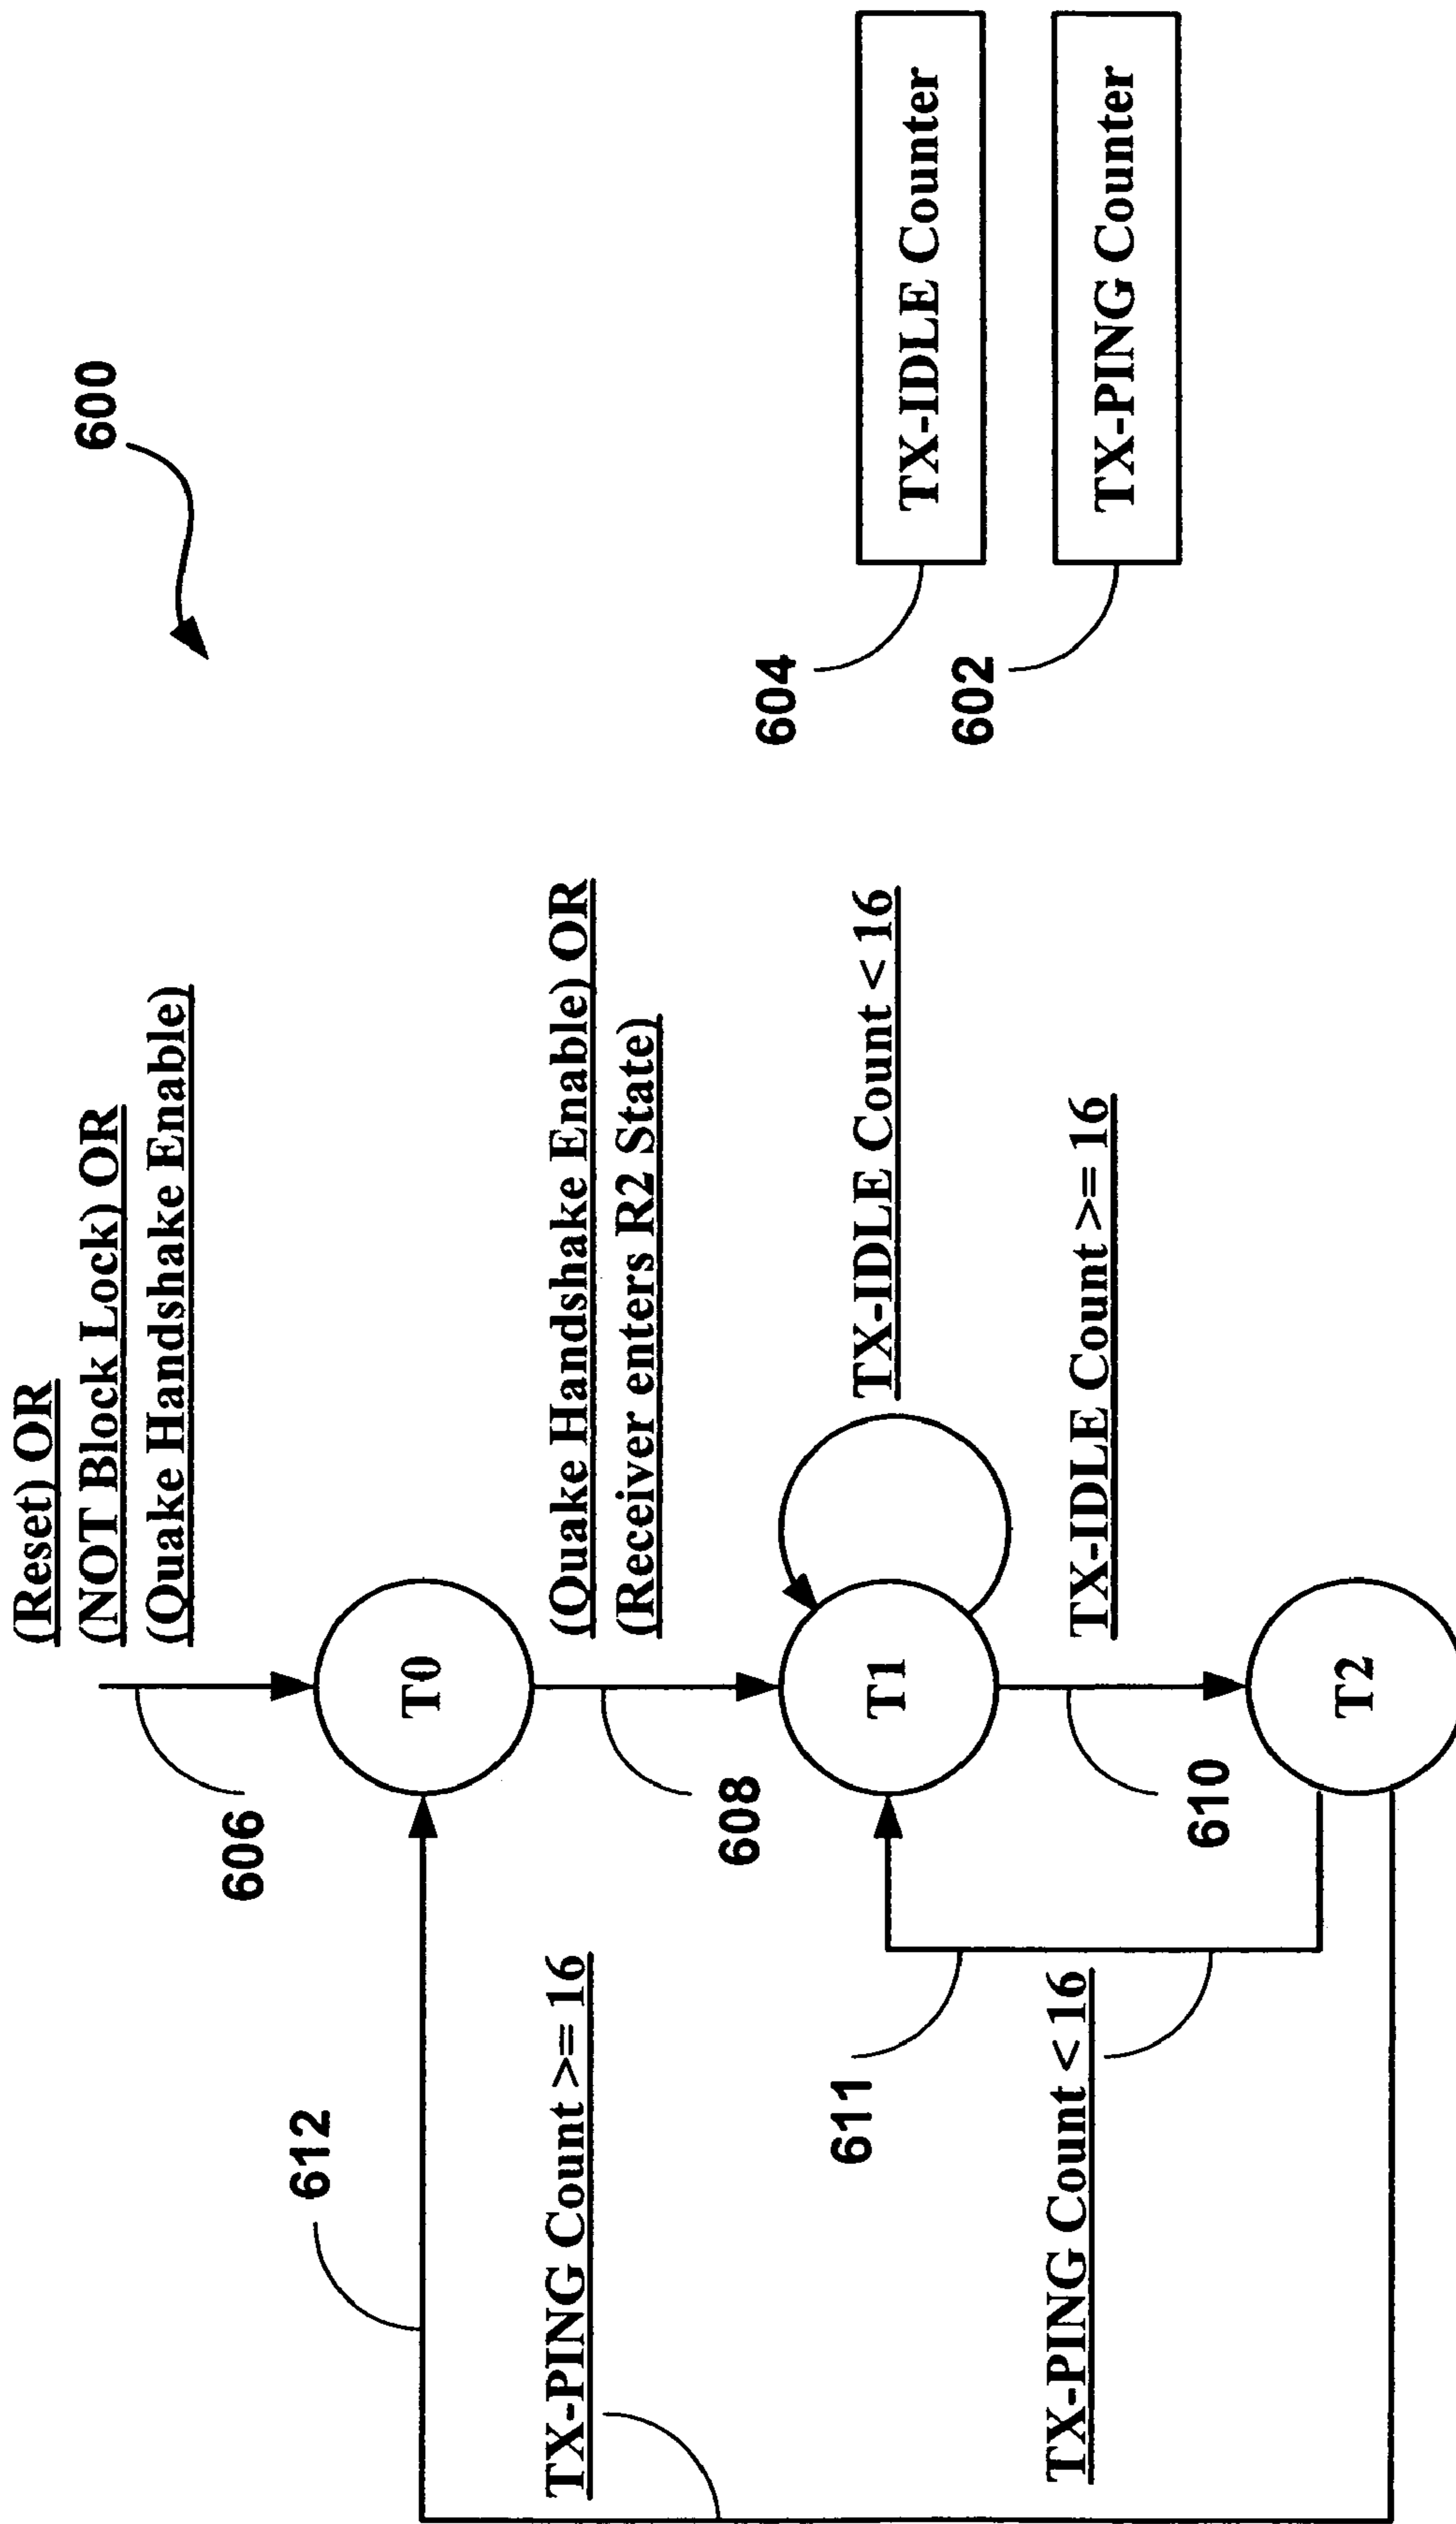 600
(Reset) OR
(NOT Block Lock) OR
(Quake Handshake Enable)
606
T0
612
(Quake Handshake Enable) OR
(Receiver enters R2 State)
608
TX-PING Count >= 16
TX-IDLE Count < 16
T1
611
TX-IDLE Count >= 16
610
TX-PING Count < 16
T2
604
TX-IDLE Counter
602
TX-PING Counter